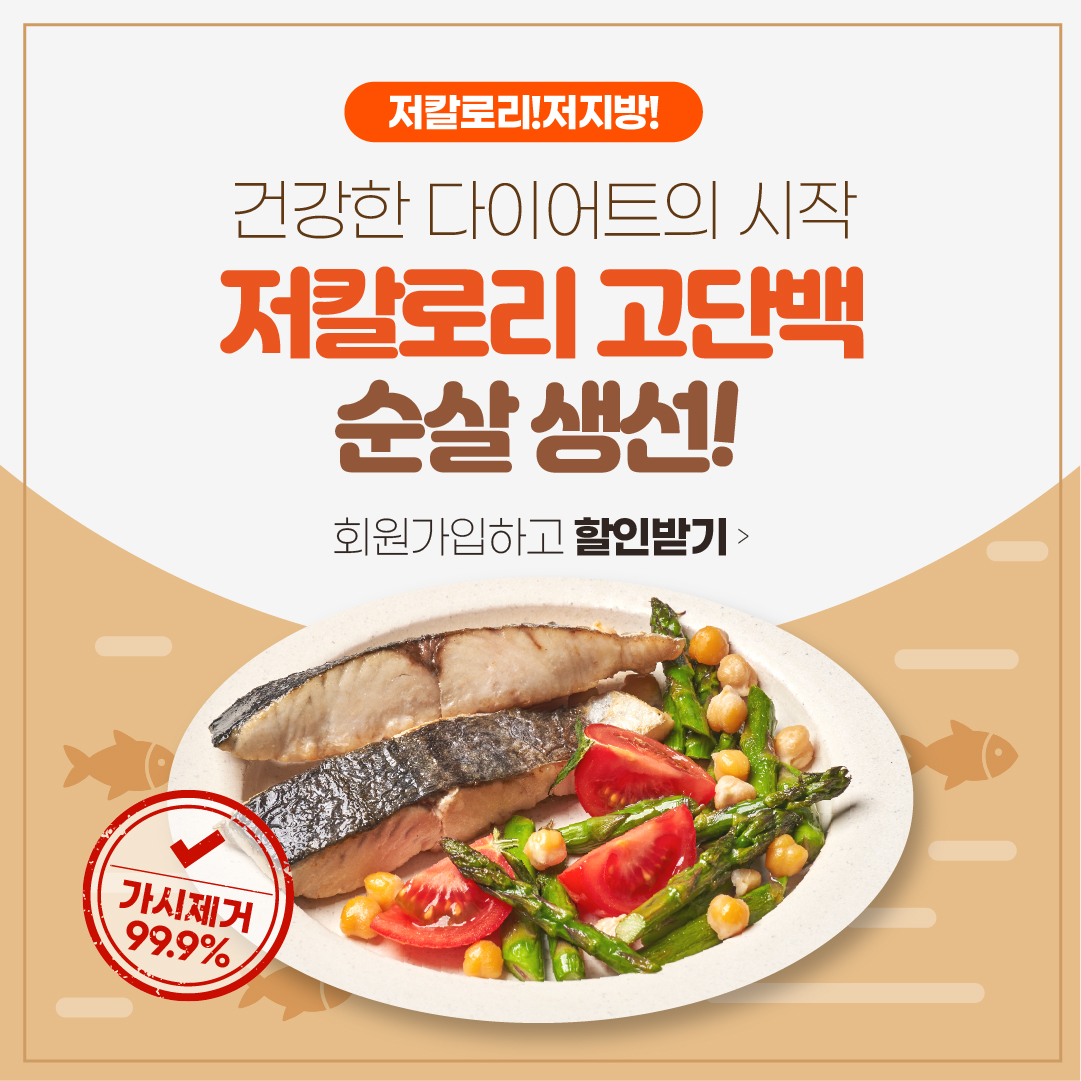 저칼로리!저지방!
건강한 다이어트의 시작
저칼로리 고단백
순살 생선!
회원가입하고 할인받기 >
가시제거
99.9%